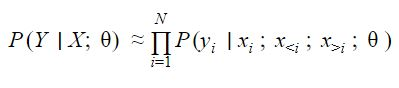 P(Y | X; θ) ≈ ∏_{i=1}^{N} P(y_i | x_i ; x_{<i} ; x_{>i} ; θ )